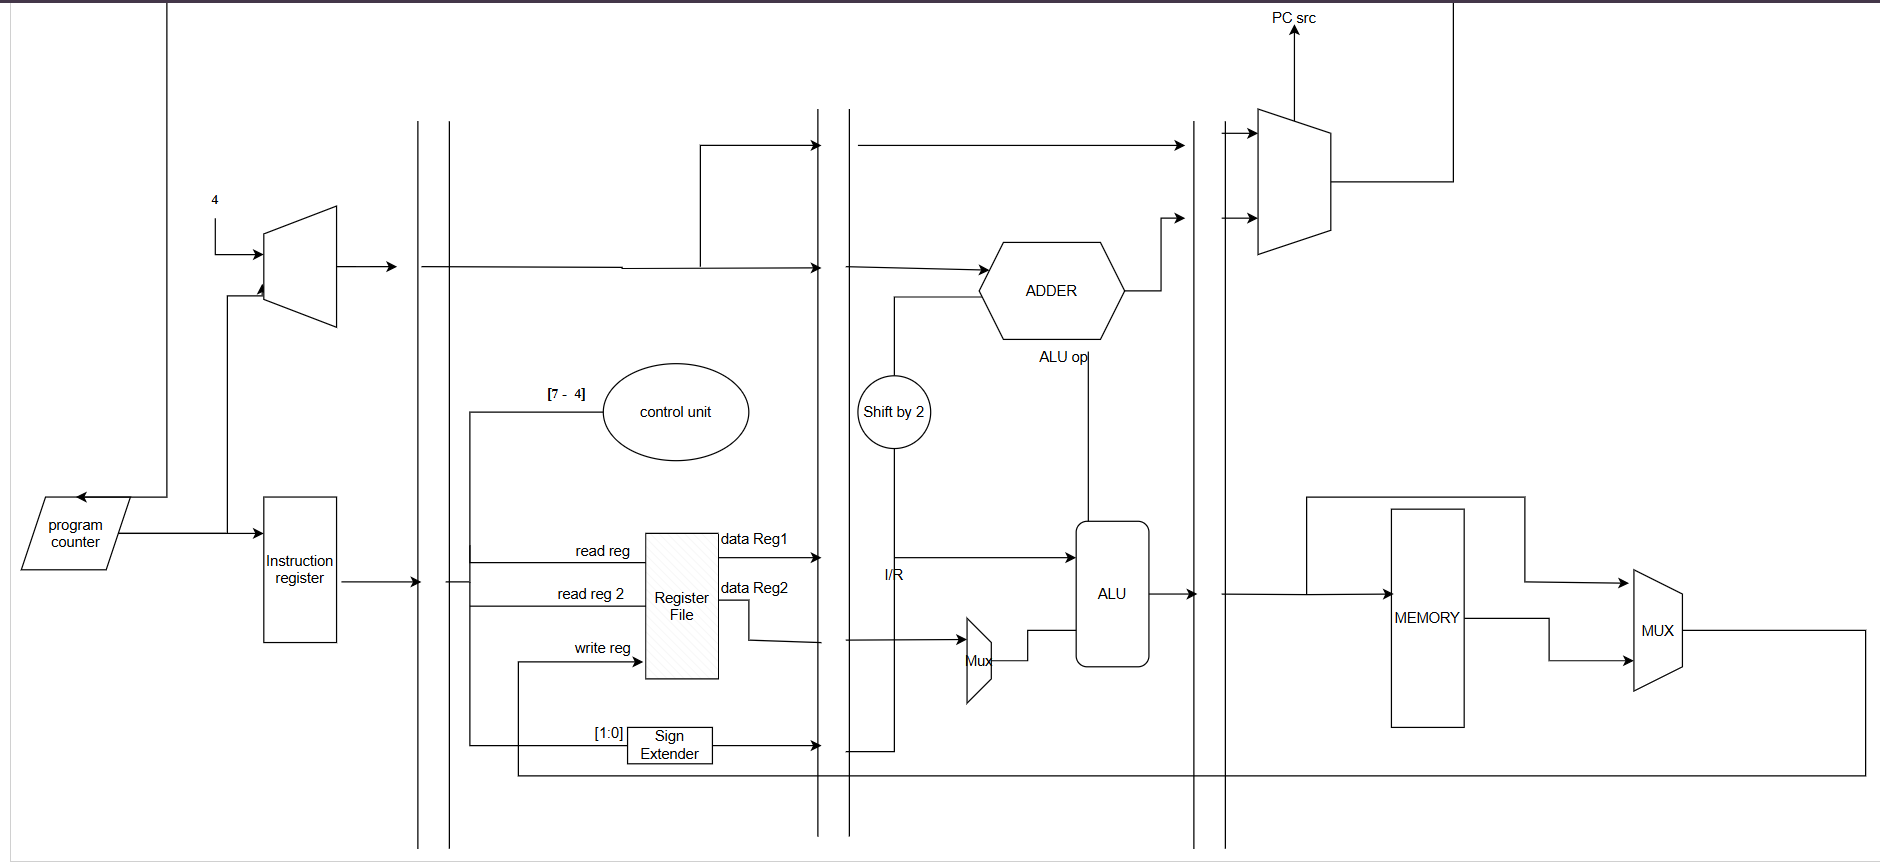 PC src
4
ADDER
ALU op
[7 - 4]
control unit
Shift by 2
program
counter
Instruction
register
read reg
data Reg1
I/R
read reg 2
data Reg2
Register
File
ALU
write reg
Mux
MEMORY
MUX
[1:0]
Sign
Extender